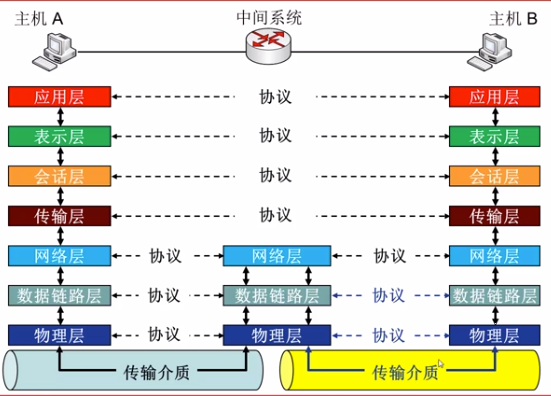 主机 A 中间系统 主机 B
应用层 协议 应用层
表示层 协议 表示层
会话层 协议 会话层
传输层 协议 传输层
网络层 协议 网络层 协议 网络层
数据链路层 协议 数据链路层 协议 数据链路层
物理层 协议 物理层 协议 物理层
传输介质 传输介质